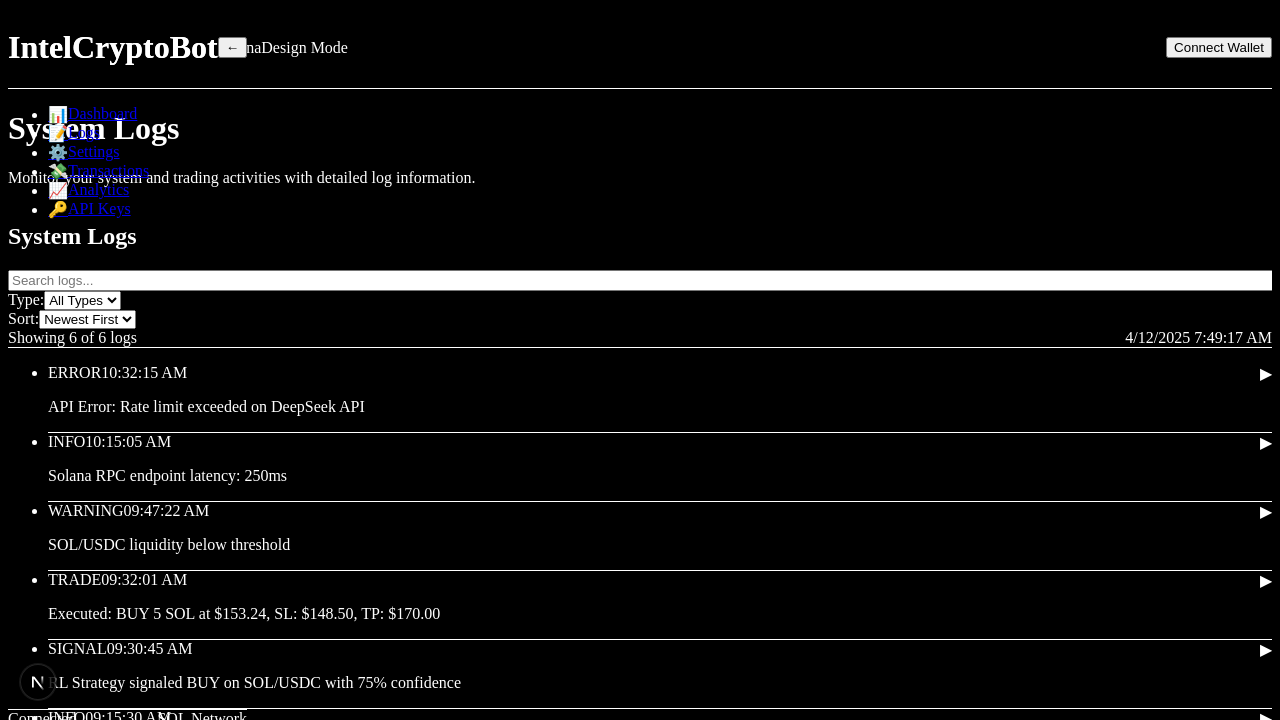 IntelCryptoBot ← na Design Mode Connect Wallet
📊Dashboard
System Logs
📝Logs
⚙️Settings
💸Transactions
Monitor your system and trading activities with detailed log information.
📈Analytics
🔑API Keys
System Logs
Search logs...
Type: All Types
Sort: Newest First
Showing 6 of 6 logs 4/12/2025 7:49:17 AM
ERROR10:32:15 AM ▶
API Error: Rate limit exceeded on DeepSeek API
INFO10:15:05 AM ▶
Solana RPC endpoint latency: 250ms
WARNING09:47:22 AM ▶
SOL/USDC liquidity below threshold
TRADE09:32:01 AM ▶
Executed: BUY 5 SOL at $153.24, SL: $148.50, TP: $170.00
SIGNAL09:30:45 AM ▶
RL Strategy signaled BUY on SOL/USDC with 75% confidence
INFO09:15:30 AM ▶
Connected SOL Network